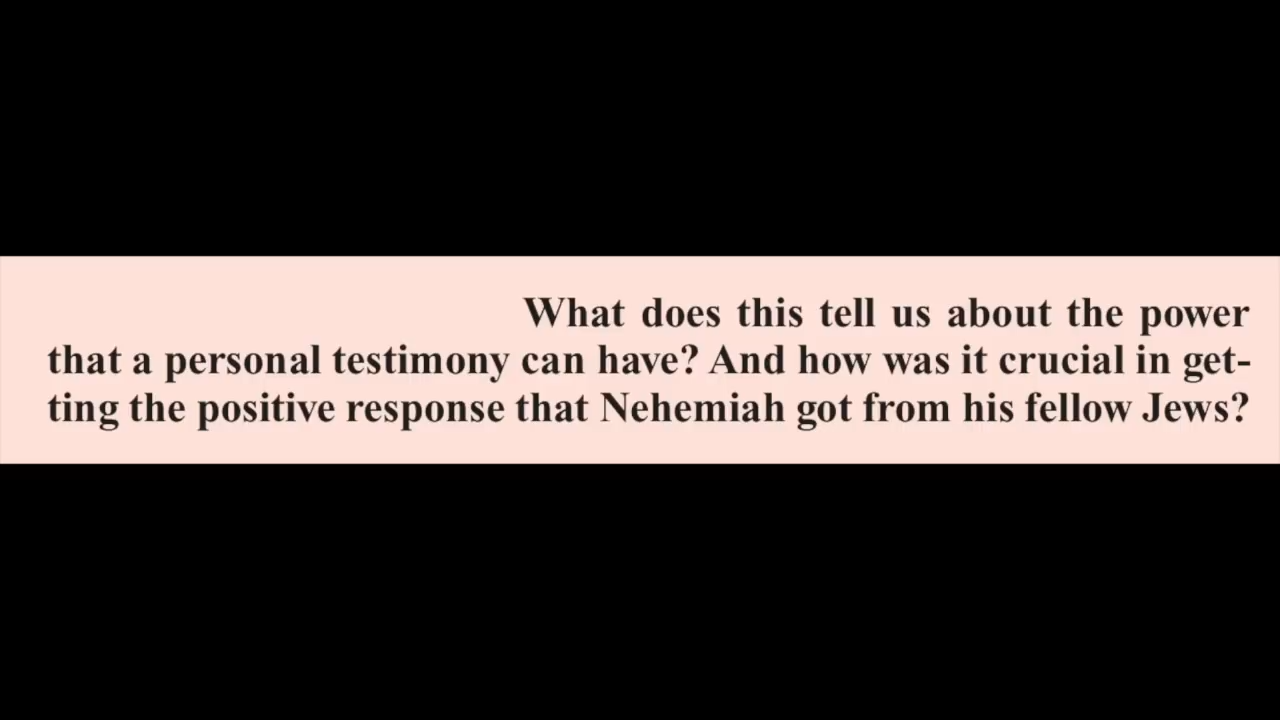 What does this tell us about the power
that a personal testimony can have? And how was it crucial in get-
ting the positive response that Nehemiah got from his fellow Jews?